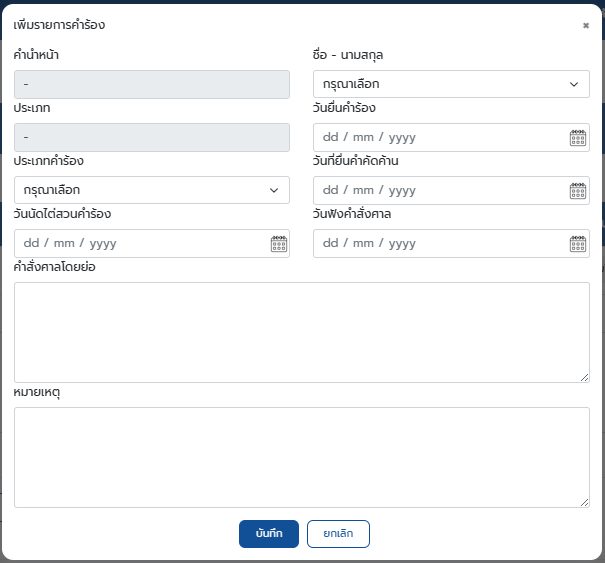 เพิ่มรายการคำร้อง ×
คำนำหน้า ชื่อ - นามสกุล
- กรุณาเลือก
ประเภท วันยื่นคำร้อง
- dd / mm / yyyy
ประเภทคำร้อง วันที่ยื่นคำคัดค้าน
กรุณาเลือก dd / mm / yyyy
วันนัดไต่สวนคำร้อง วันฟังคำสั่งศาล
dd / mm / yyyy dd / mm / yyyy
คำสั่งศาลโดยย่อ
หมายเหตุ
บันทึก ยกเลิก